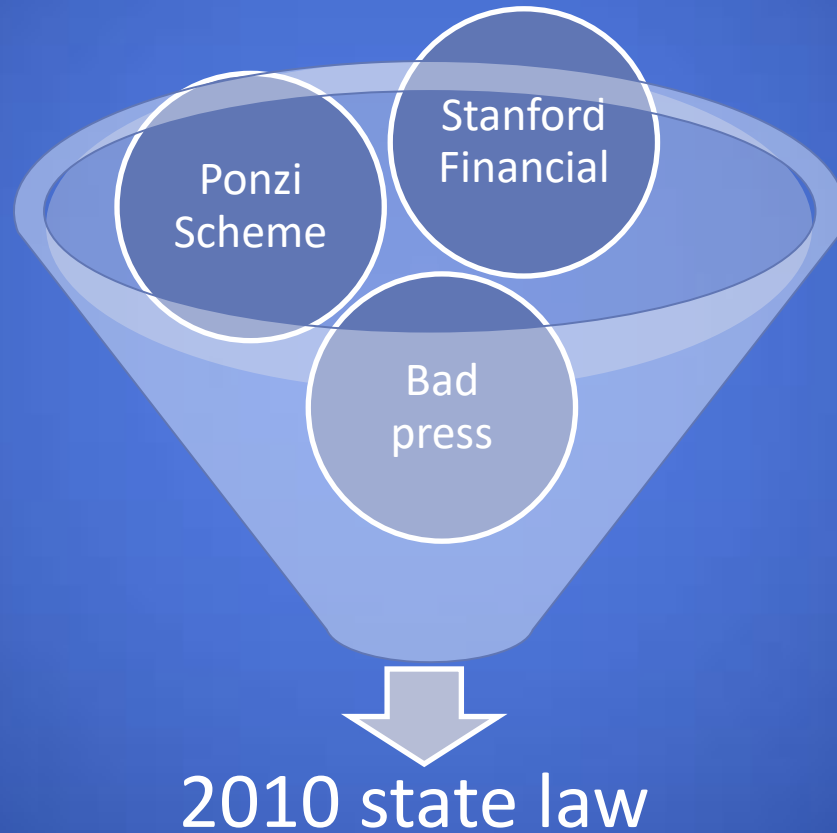 Stanford
Financial
Ponzi
Scheme
Bad
press
2010 state law